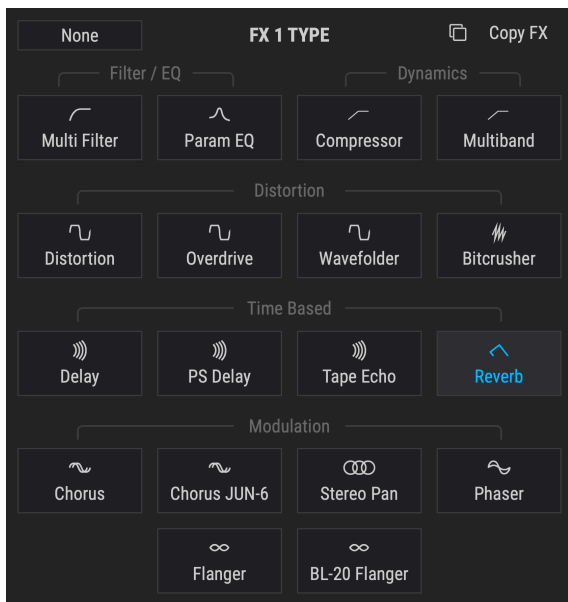 None FX 1 TYPE Copy FX
Filter / EQ Dynamics
Multi Filter Param EQ Compressor Multiband
Distortion
Distortion Overdrive Wavefolder Bitcrusher
Time Based
Delay PS Delay Tape Echo Reverb
Modulation
Chorus Chorus JUN-6 Stereo Pan Phaser
Flanger BL-20 Flanger